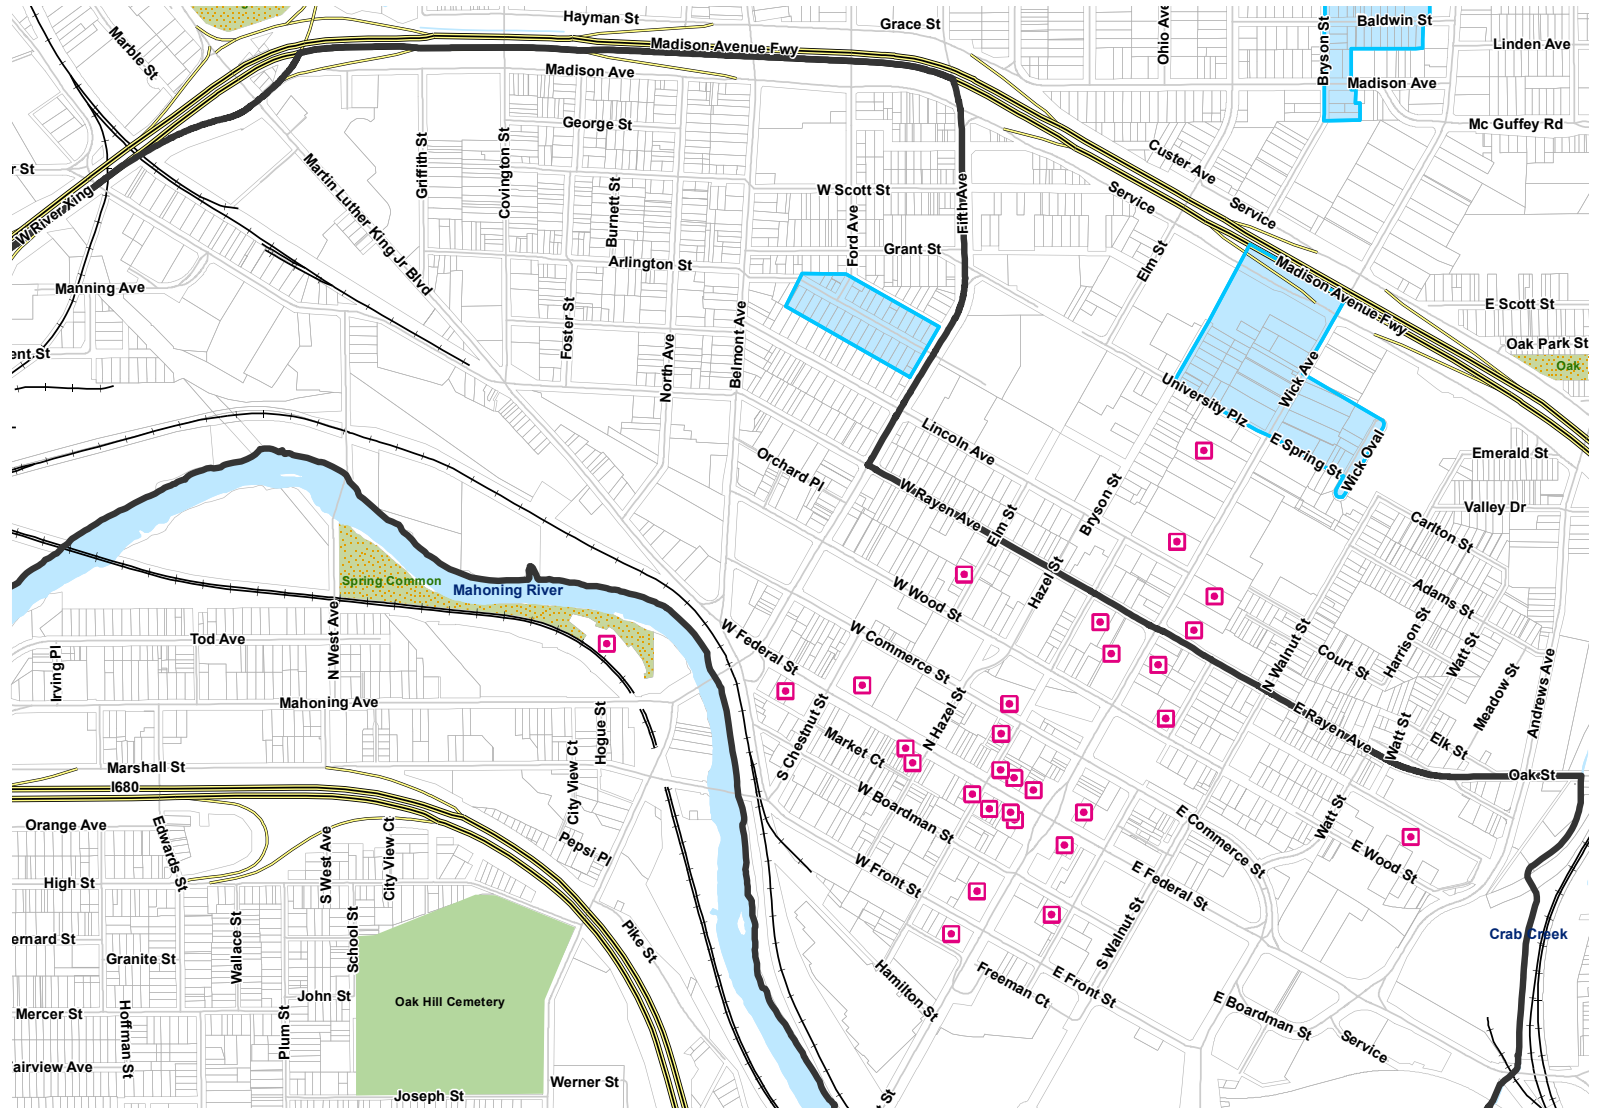 Hayman St
Grace St
Ohio Ave
Bryson St
Baldwin St
Linden Ave
Marble St
Madison Avenue Fwy
Madison Ave
Madison Ave
George St
Mc Guffey Rd
Custer Ave
r St
Griffith St
Covington St
Martin Luther King Jr Blvd
Burnett St
W Scott St
Fifth Ave
Service
Service
W River Xing
Ford Ave
Grant St
Elm St
Arlington St
Madison Avenue Fwy
Manning Ave
E Scott St
Foster St
Belmont Ave
North Ave
ent St
Oak Park St
Oak
Wick Ave
University Plz
E Spring St
Wick Oval
Lincoln Ave
Orchard Pl
Emerald St
W Rayen Ave
Elm St
Bryson St
Valley Dr
Carlton St
Spring Common
Mahoning River
Hazel St
W Wood St
Adams St
Harrison St
Watt St
N West Ave
Tod Ave
Irving Pl
W Federal St
W Commerce St
N Walnut St
Court St
Meadow St
Andrews Ave
Mahoning Ave
Hogue St
S Chestnut St
Market Ct
N Hazel St
E Rayen Ave
Watt St
Elk St
Marshall St
I680
City View Ct
W Boardman St
Oak St
Orange Ave
Edwards St
S West Ave
City View Ct
Pepsi Pl
E Commerce St
Watt St
E Wood St
W Front St
E Federal St
High St
Wallace St
School St
Pike St
S Walnut St
Crab Creek
ernard St
Granite St
Hamilton St
Freeman Ct
E Front St
John St
Oak Hill Cemetery
E Boardman St
Mercer St
Hoffman St
Plum St
Service
airview Ave
Werner St
Joseph St
St